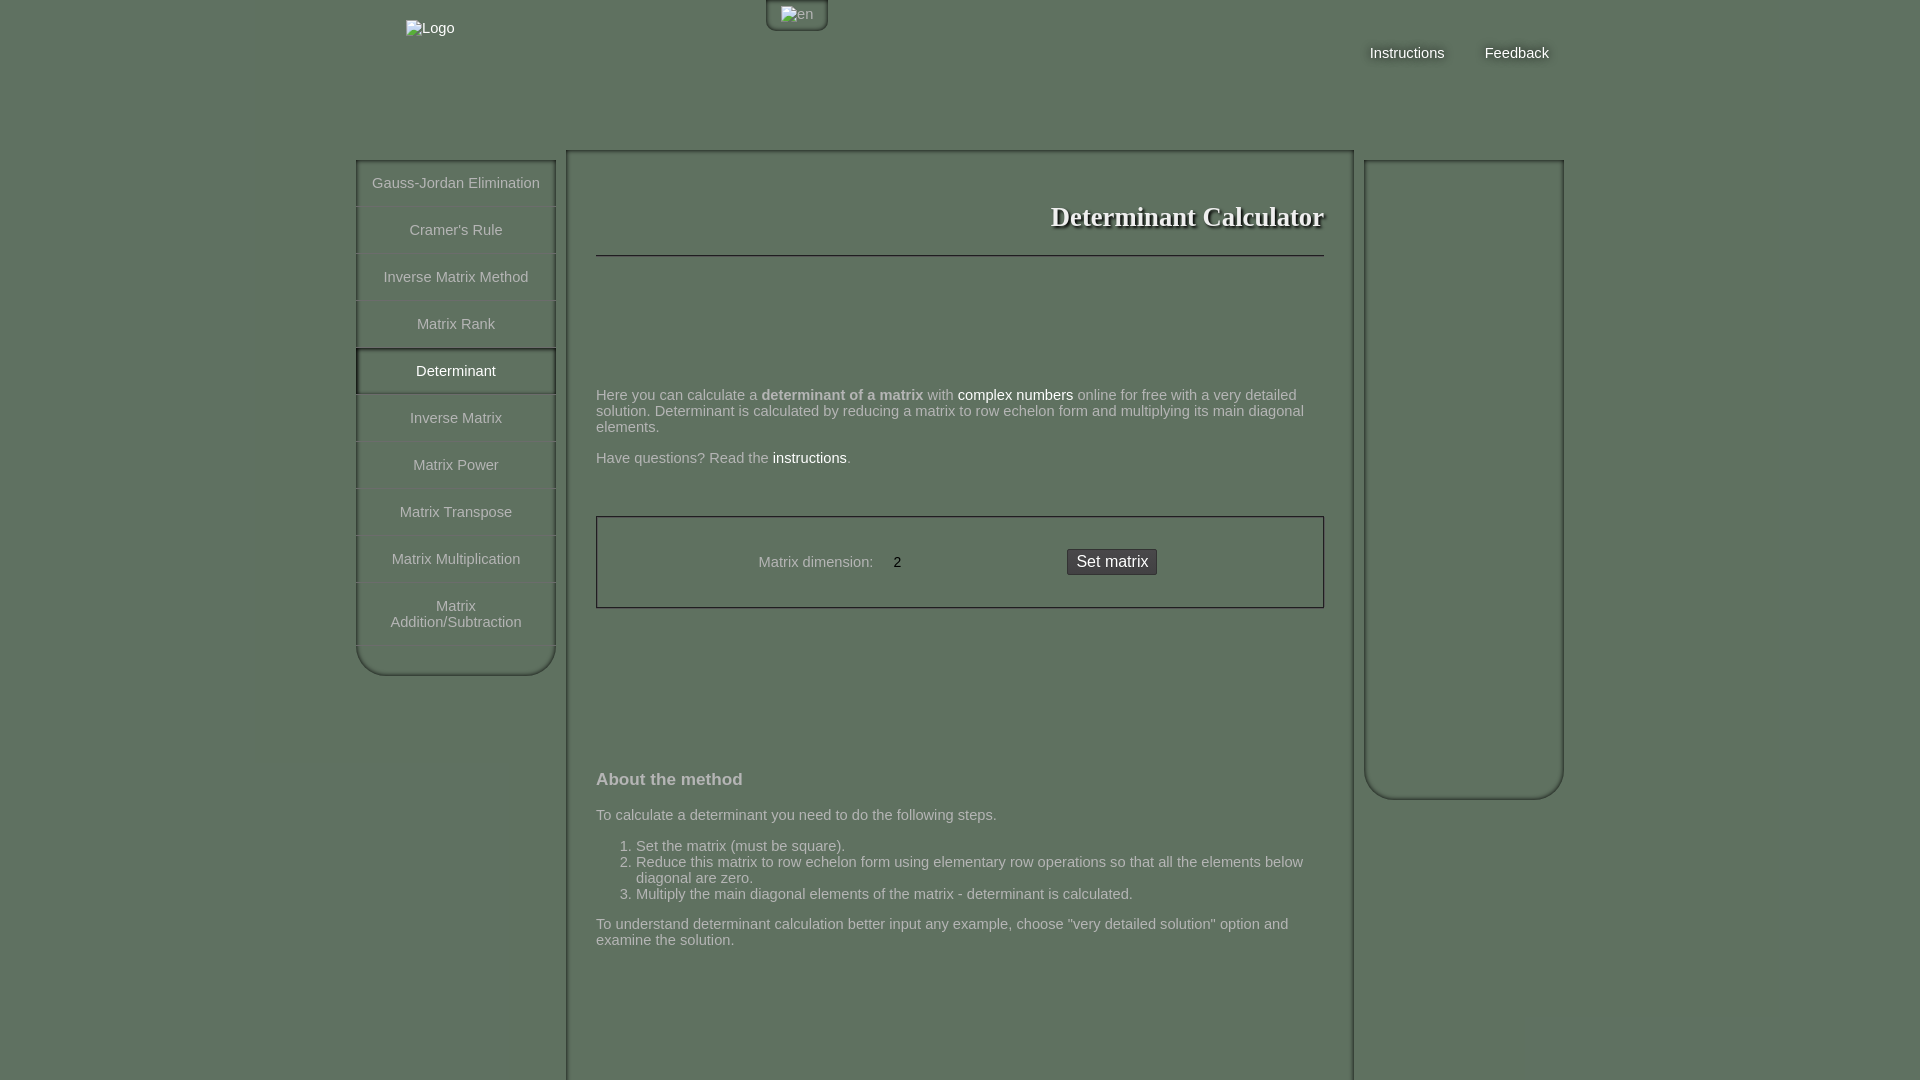 Logo
en
Instructions
Feedback
Gauss-Jordan Elimination
Cramer's Rule
Inverse Matrix Method
Matrix Rank
Determinant
Inverse Matrix
Matrix Power
Matrix Transpose
Matrix Multiplication
Matrix
Addition/Subtraction
Determinant Calculator
Here you can calculate a determinant of a matrix with complex numbers online for free with a very detailed
solution. Determinant is calculated by reducing a matrix to row echelon form and multiplying its main diagonal
elements.
Have questions? Read the instructions.
Matrix dimension: 2 Set matrix
About the method
To calculate a determinant you need to do the following steps.
1. Set the matrix (must be square).
2. Reduce this matrix to row echelon form using elementary row operations so that all the elements below
diagonal are zero.
3. Multiply the main diagonal elements of the matrix - determinant is calculated.
To understand determinant calculation better input any example, choose "very detailed solution" option and
examine the solution.